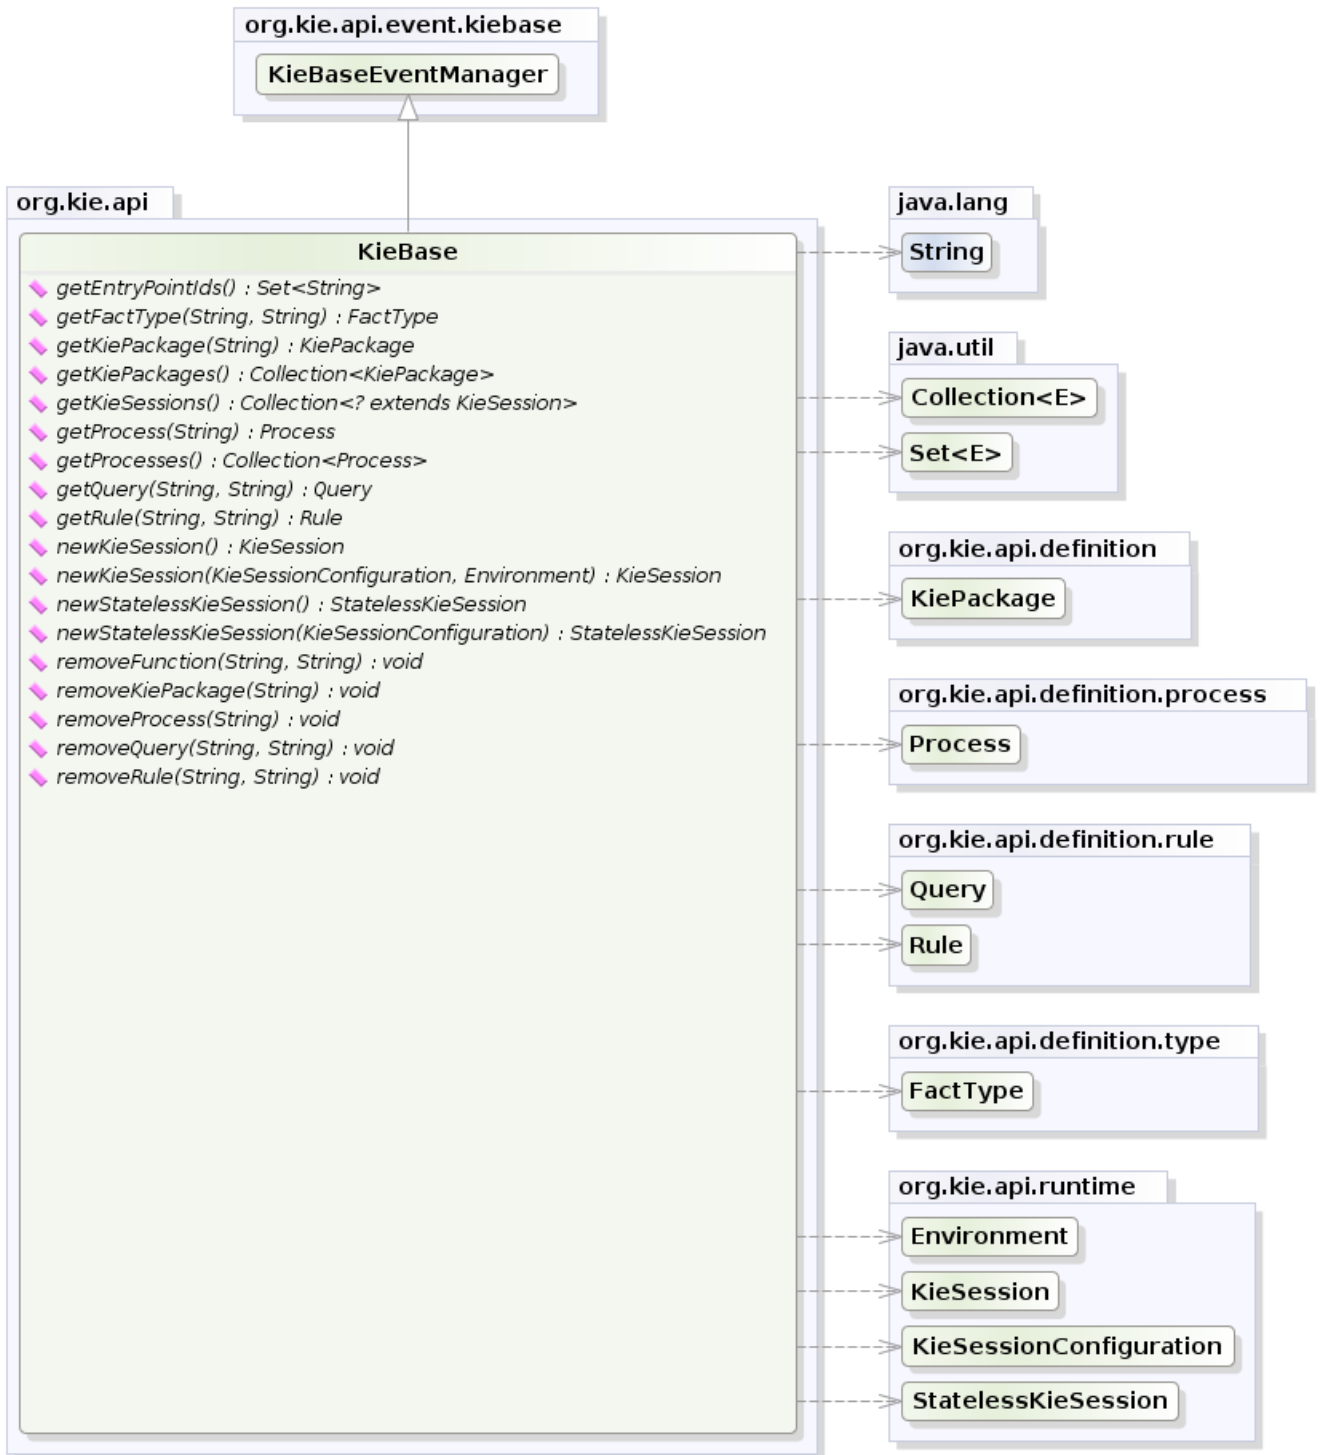 org.kie.api.event.kiebase
KieBaseEventManager
org.kie.api
KieBase
getEntryPointIds() : Set<String>
getFactType(String, String) : FactType
getKiePackage(String) : KiePackage
getKiePackages() : Collection<KiePackage>
getKieSessions() : Collection<? extends KieSession>
getProcess(String) : Process
getProcesses() : Collection<Process>
getQuery(String, String) : Query
getRule(String, String) : Rule
newKieSession() : KieSession
newKieSession(KieSessionConfiguration, Environment) : KieSession
newStatelessKieSession() : StatelessKieSession
newStatelessKieSession(KieSessionConfiguration) : StatelessKieSession
removeFunction(String, String) : void
removeKiePackage(String) : void
removeProcess(String) : void
removeQuery(String, String) : void
removeRule(String, String) : void
java.lang
String
java.util
Collection<E>
Set<E>
org.kie.api.definition
KiePackage
org.kie.api.definition.process
Process
org.kie.api.definition.rule
Query
Rule
org.kie.api.definition.type
FactType
org.kie.api.runtime
Environment
KieSession
KieSessionConfiguration
StatelessKieSession